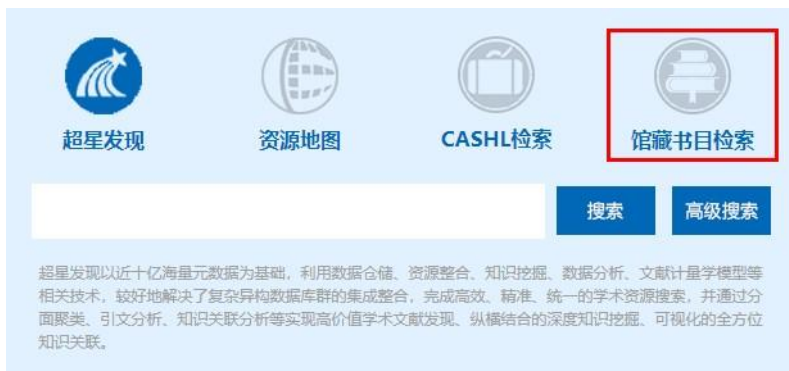 超星发现 资源地图 CASHL检索 馆藏书目检索
搜索 高级搜索
超星发现以近十亿海量元数据为基础，利用数据仓储、资源整合、知识挖掘、数据分析、文献计量学模型等
相关技术，较好地解决了复杂异构数据库群的集成整合，完成高效、精准、统一的学术资源搜索，并通过分
面聚类、引文分析、知识关联分析等实现高价值学术文献发现、纵横结合的深度知识挖掘、可视化的全方位
知识关联。